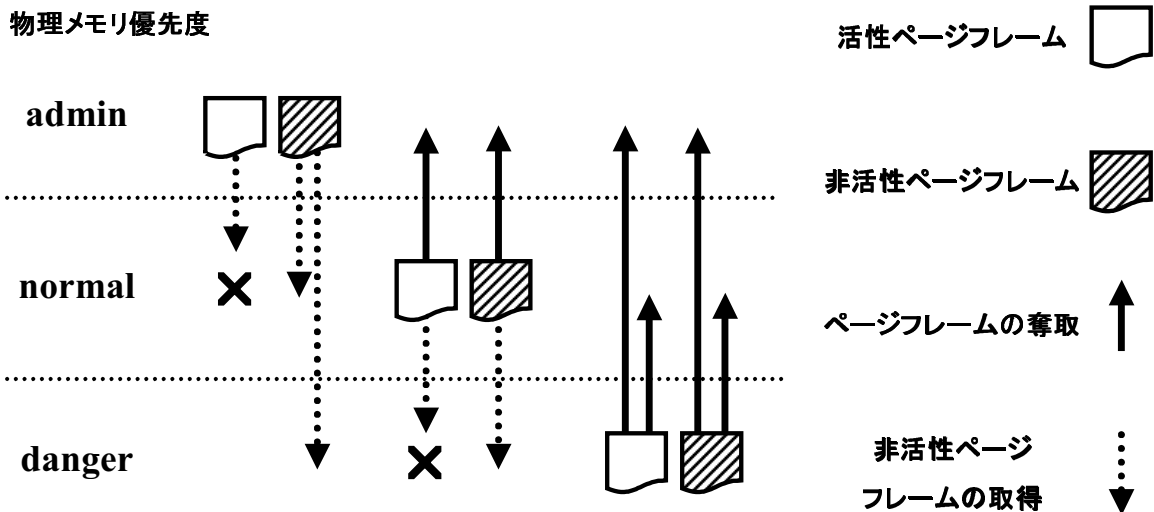 物理メモリ優先度
admin
normal
danger
活性ページフレーム
非活性ページフレーム
ページフレームの奪取
非活性ページ
フレームの取得